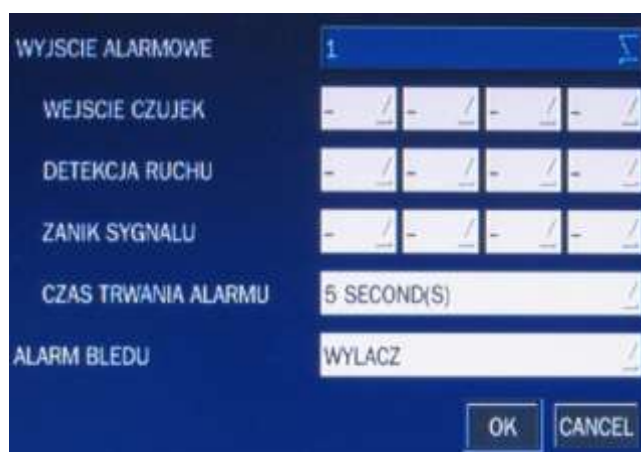 WYJSCIE ALARMOWE 1
WEJSCIE CZUJEK - - - -
DETEKCJA RUCHU - - - -
ZANIK SYGNALU - - - -
CZAS TRWANIA ALARMU 5 SECOND(S)
ALARM BLEDU WYLACZ
OK CANCEL